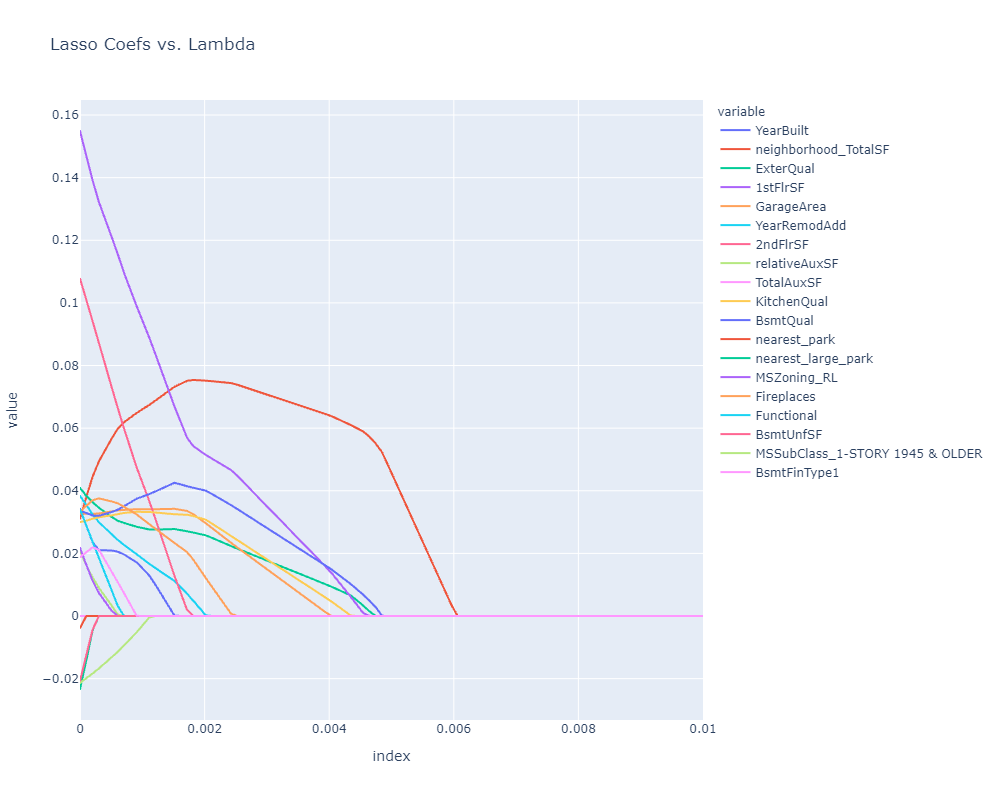 Lasso Coefs vs. Lambda
variable
YearBuilt
neighborhood_TotalSF
ExterQual
1stFlrSF
GarageArea
YearRemodAdd
2ndFlrSF
relativeAuxSF
TotalAuxSF
KitchenQual
BsmtQual
nearest_park
nearest_large_park
MSZoning_RL
Fireplaces
Functional
BsmtUnfSF
MSSubClass_1-STORY 1945 & OLDER
BsmtFinType1
value
0.16
0.14
0.12
0.1
0.08
0.06
0.04
0.02
0
−0.02
0 0.002 0.004 0.006 0.008 0.01
index